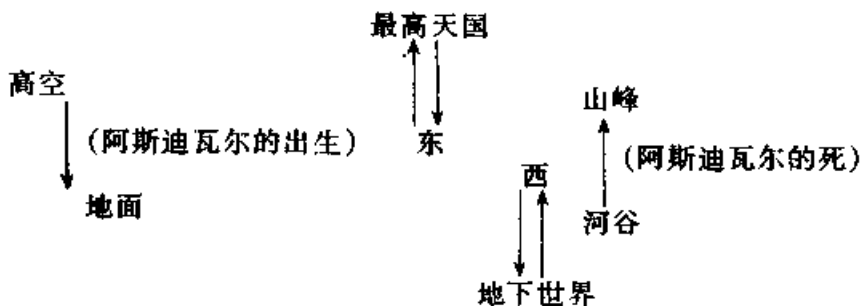 最高天国
高空
山峰
(阿斯迪瓦尔的出生)
东
(阿斯迪瓦尔的死)
西
地面
河谷
地下世界